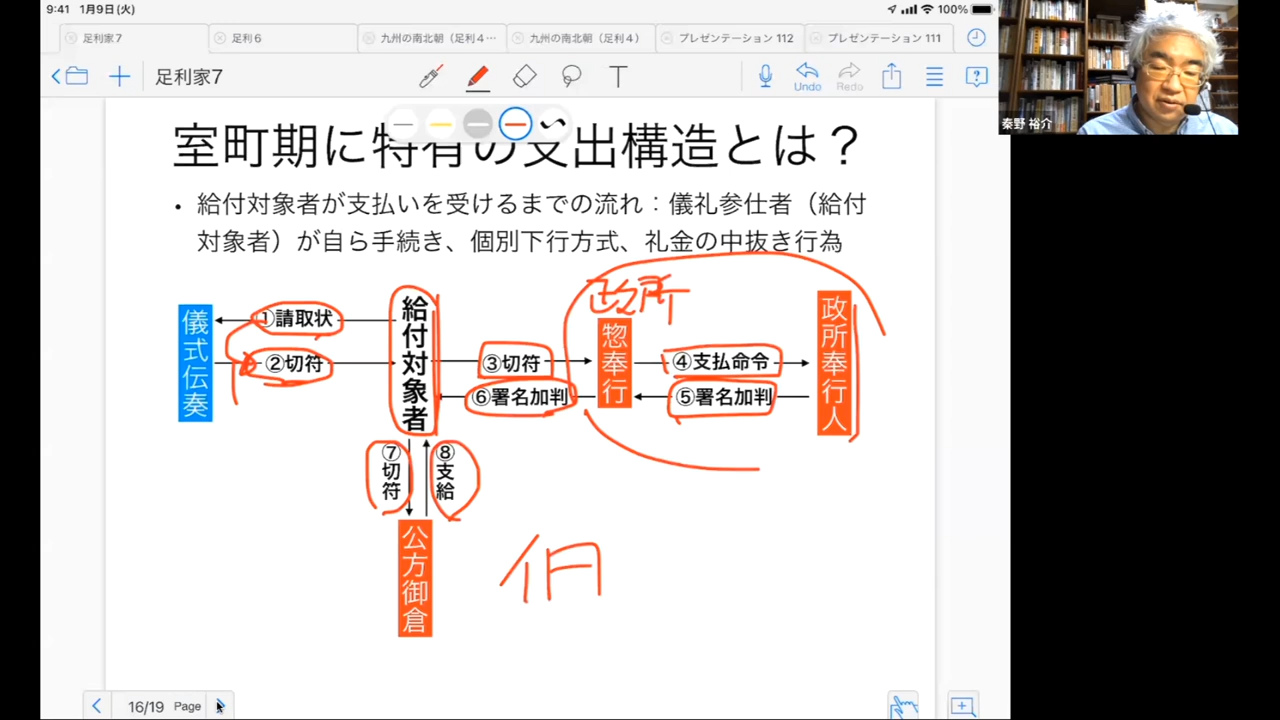 9:41 1月9日(火)
100%
足利家7
足利6
九州の南北朝(足利4…
九州の南北朝(足利4)
プレゼンテーション 112
プレゼンテーション 111
足利家7
Undo
Redo
秦野 裕介
室町期に特有の支出構造とは?
• 給付対象者が支払いを受けるまでの流れ:儀礼参仕者(給付
対象者)が自ら手続き、個別下行方式、礼金の中抜き行為
政所
儀式伝奏
①請取状
②切符
給付対象者
③切符
⑥署名加判
惣奉行
④支払命令
⑤署名加判
政所奉行人
⑦切符
⑧支給
公方御倉
16/19 Page